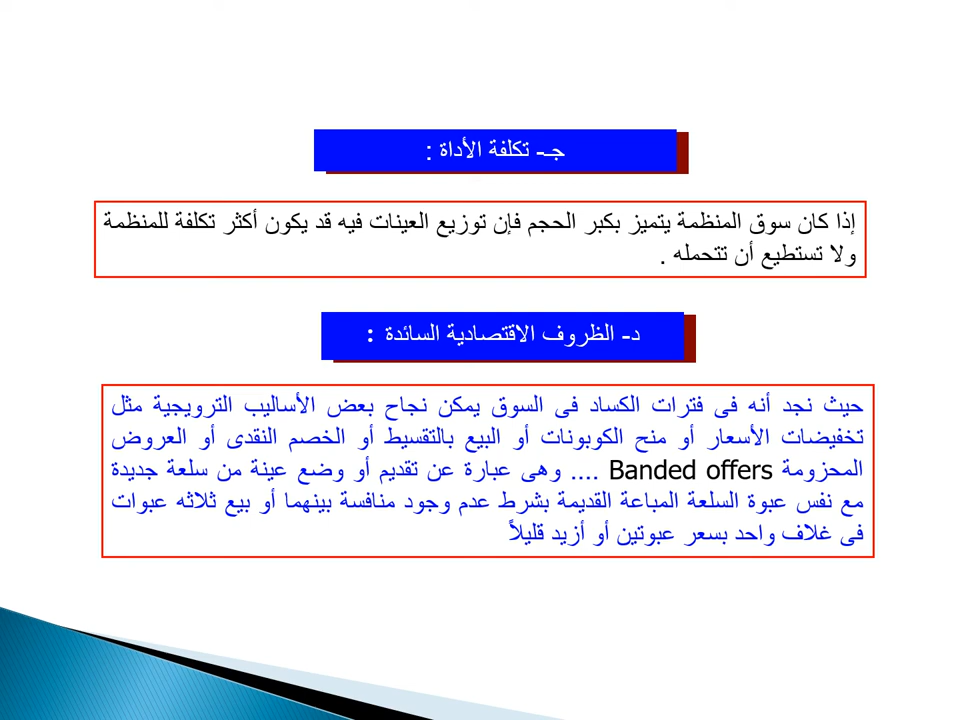 جـ- تكلفة الأداة :
إذا كان سوق المنظمة يتميز بكبر الحجم فإن توزيع العينات فيه قد يكون أكثر تكلفة للمنظمة
ولا تستطيع أن تتحمله .
د- الظروف الاقتصادية السائدة :
حيث نجد أنه فى فترات الكساد فى السوق يمكن نجاح بعض الأساليب الترويجية مثل
تخفيضات الأسعار أو منح الكوبونات أو البيع بالتقسيط أو الخصم النقدى أو العروض
المحزومة Banded offers .... وهى عبارة عن تقديم أو وضع عينة من سلعة جديدة
مع نفس عبوة السلعة المباعة القديمة بشرط عدم وجود منافسة بينهما أو بيع ثلاثه عبوات
فى غلاف واحد بسعر عبوتين أو أزيد قليلاً